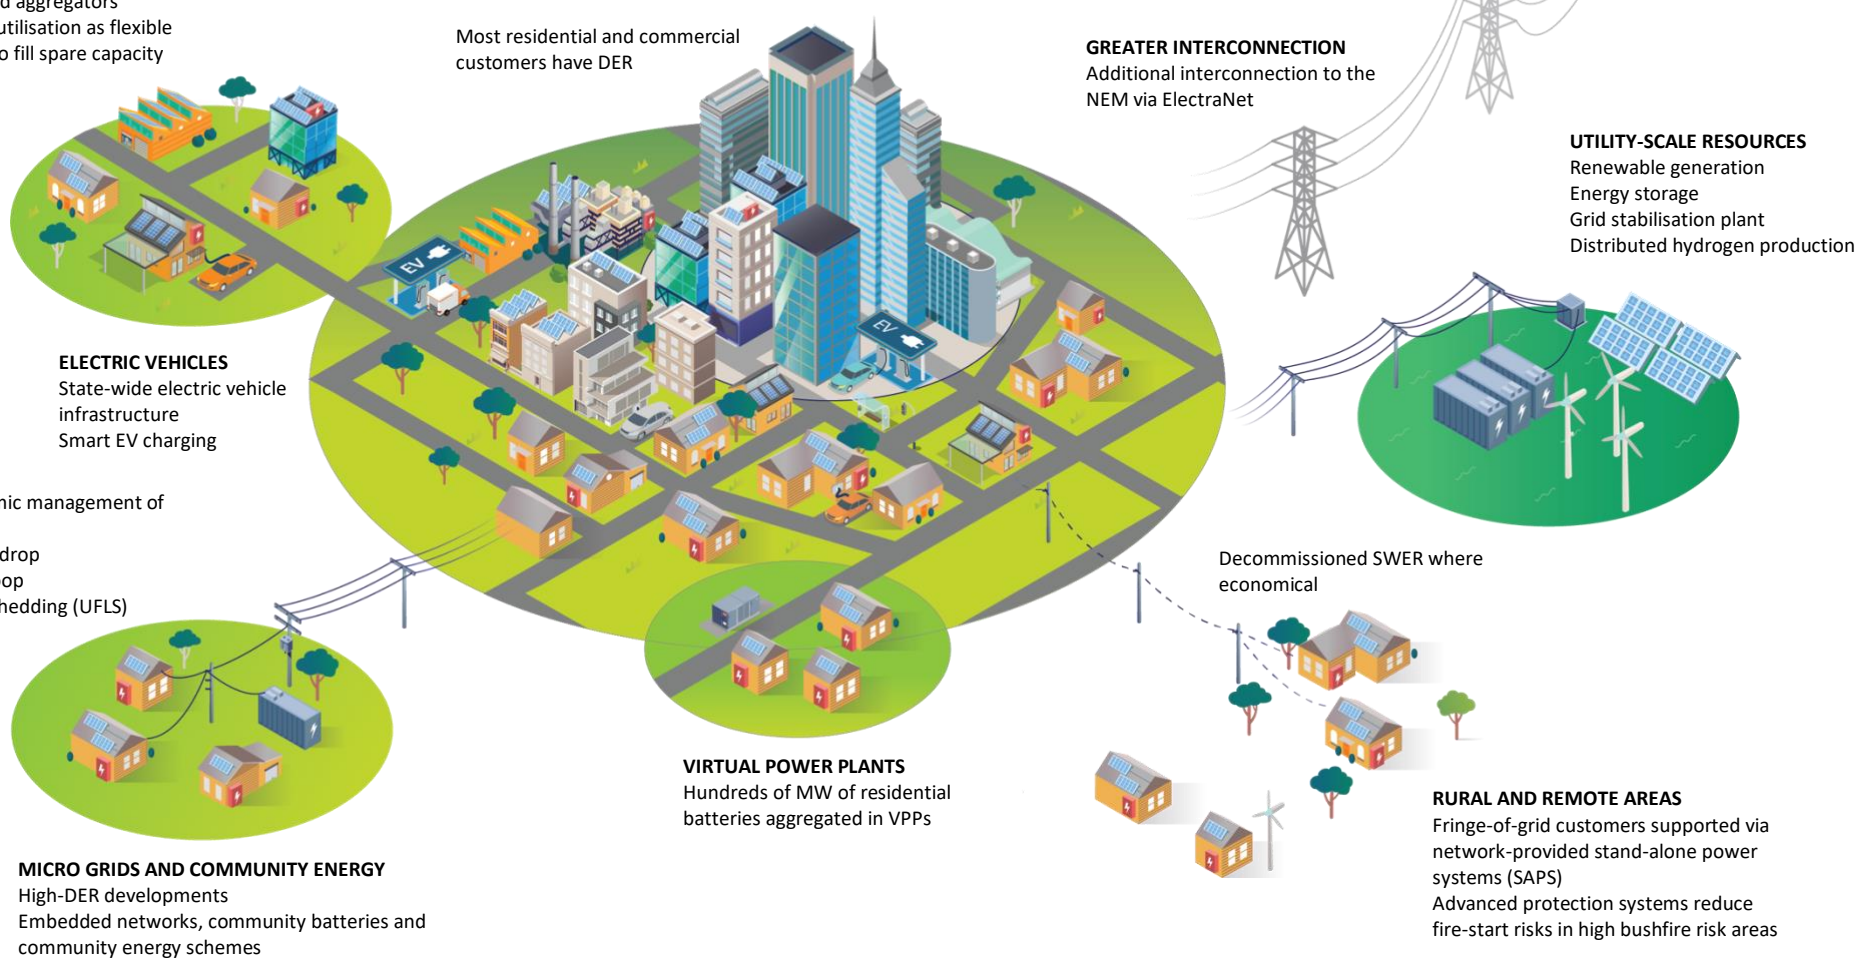 d aggregators
utilisation as flexible
o fill spare capacity
Most residential and commercial
customers have DER
GREATER INTERCONNECTION
Additional interconnection to the
NEM via ElectraNet
UTILITY-SCALE RESOURCES
Renewable generation
Energy storage
Grid stabilisation plant
Distributed hydrogen production
EV
EV
ELECTRIC VEHICLES
State-wide electric vehicle
infrastructure
Smart EV charging
nic management of
drop
oop
hedding (UFLS)
Decommissioned SWER where
economical
VIRTUAL POWER PLANTS
Hundreds of MW of residential
batteries aggregated in VPPs
RURAL AND REMOTE AREAS
Fringe-of-grid customers supported via
network-provided stand-alone power
systems (SAPS)
Advanced protection systems reduce
fire-start risks in high bushfire risk areas
MICRO GRIDS AND COMMUNITY ENERGY
High-DER developments
Embedded networks, community batteries and
community energy schemes